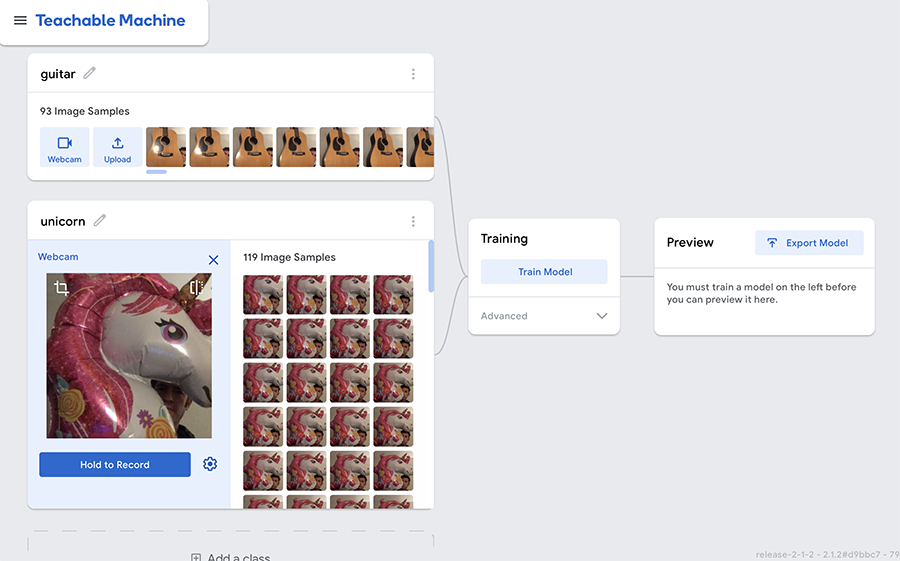 Teachable Machine
guitar
93 Image Samples
Webcam
Upload
unicorn
Webcam
119 Image Samples
Hold to Record
Add a class
Training
Train Model
Advanced
Preview
Export Model
You must train a model on the left before
you can preview it here.
release-2-1-2 - 2.1.2#d9bbc7 - 79